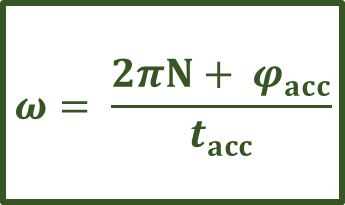 ω = (2πN + φ_acc) / t_acc